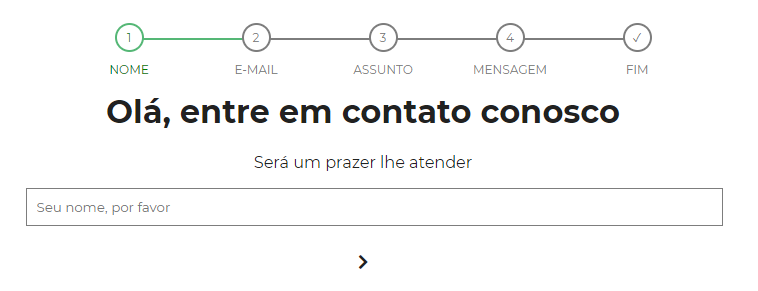 1 2 3 4 ✓
NOME E-MAIL ASSUNTO MENSAGEM FIM
Olá, entre em contato conosco
Será um prazer lhe atender
Seu nome, por favor